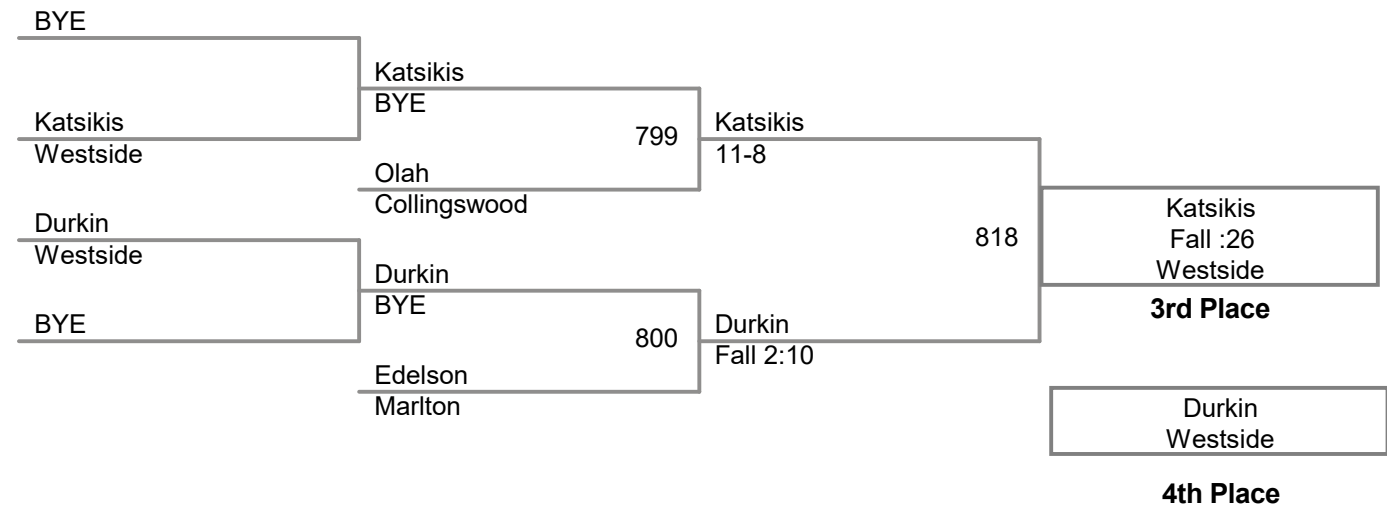 BYE
Katsikis
BYE
Katsikis
Westside
799
Katsikis
11-8
Olah
Collingswood
Durkin
Westside
818
Katsikis
Fall :26
Westside
3rd Place
Durkin
BYE
BYE
800
Durkin
Fall 2:10
Edelson
Marlton
Durkin
Westside
4th Place